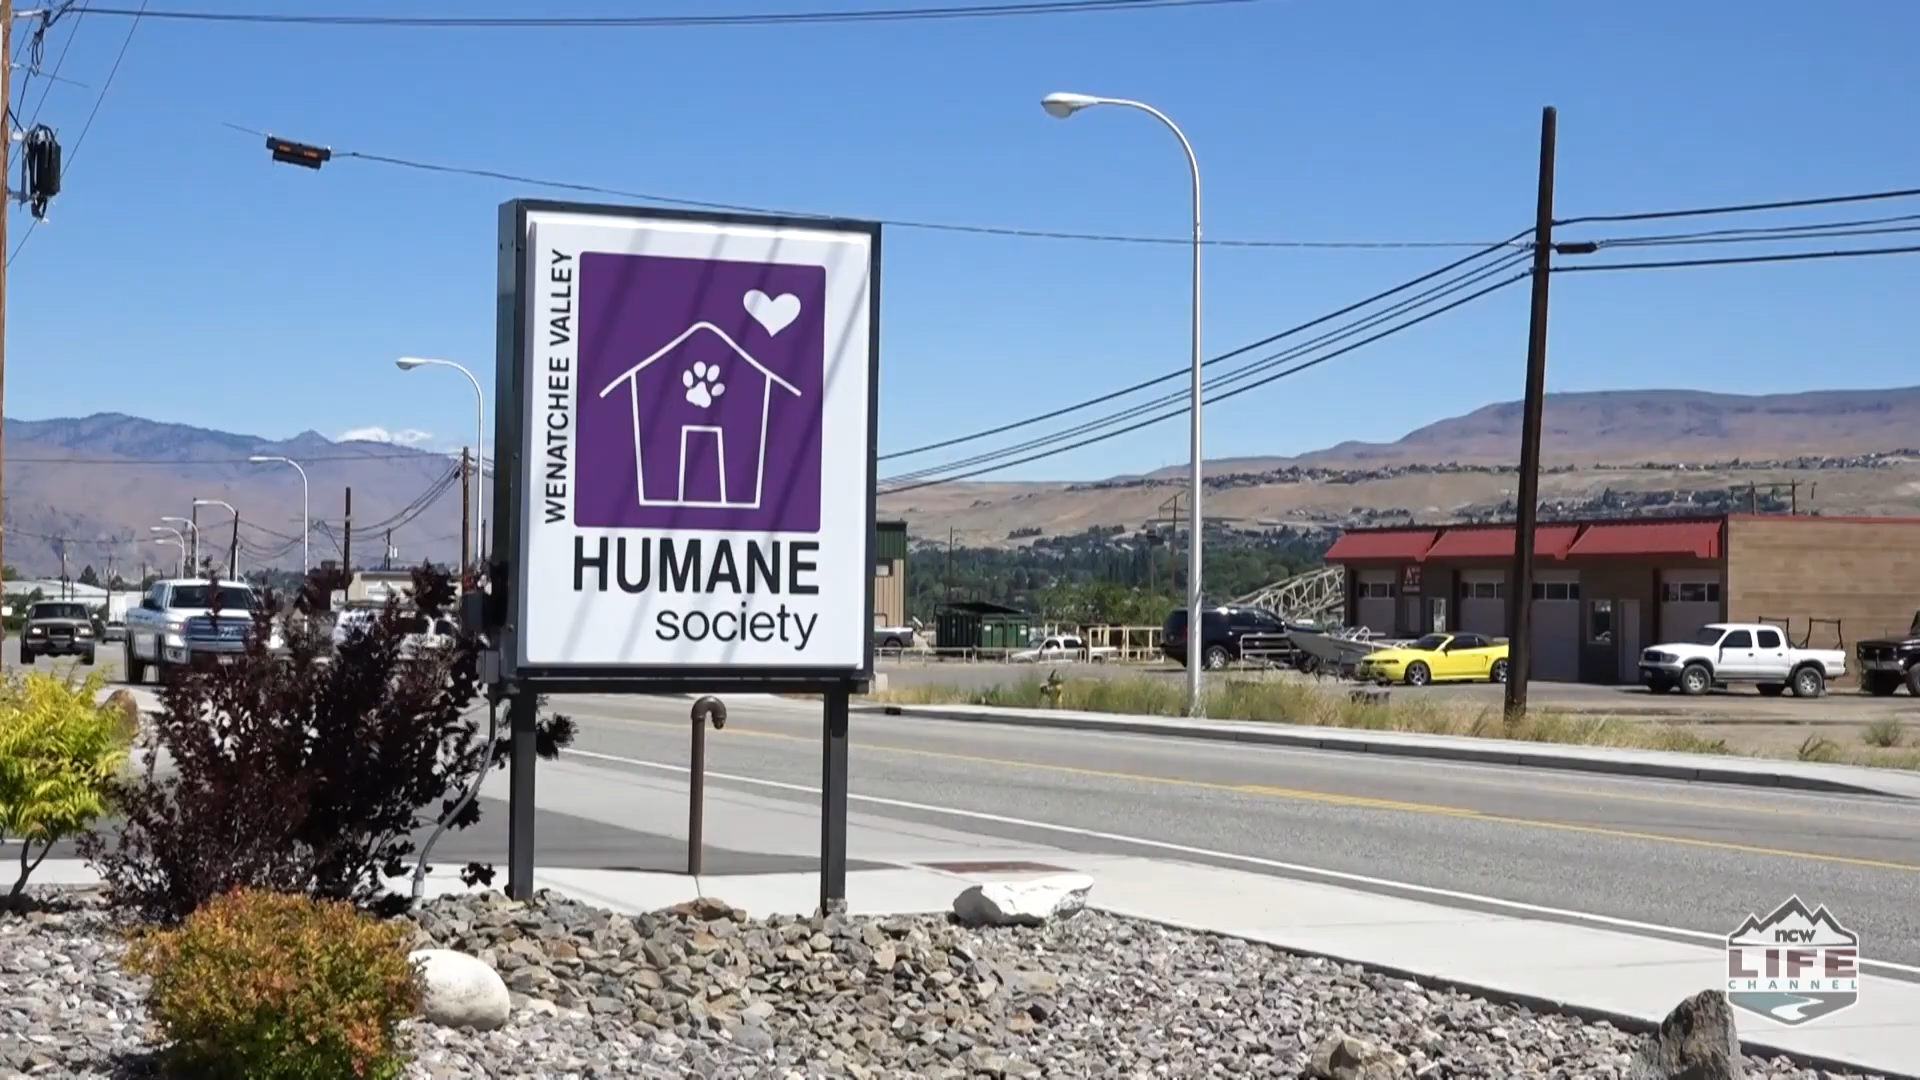 WENATCHEE VALLEY
HUMANE
society
ncw
LIFE
CHANNEL